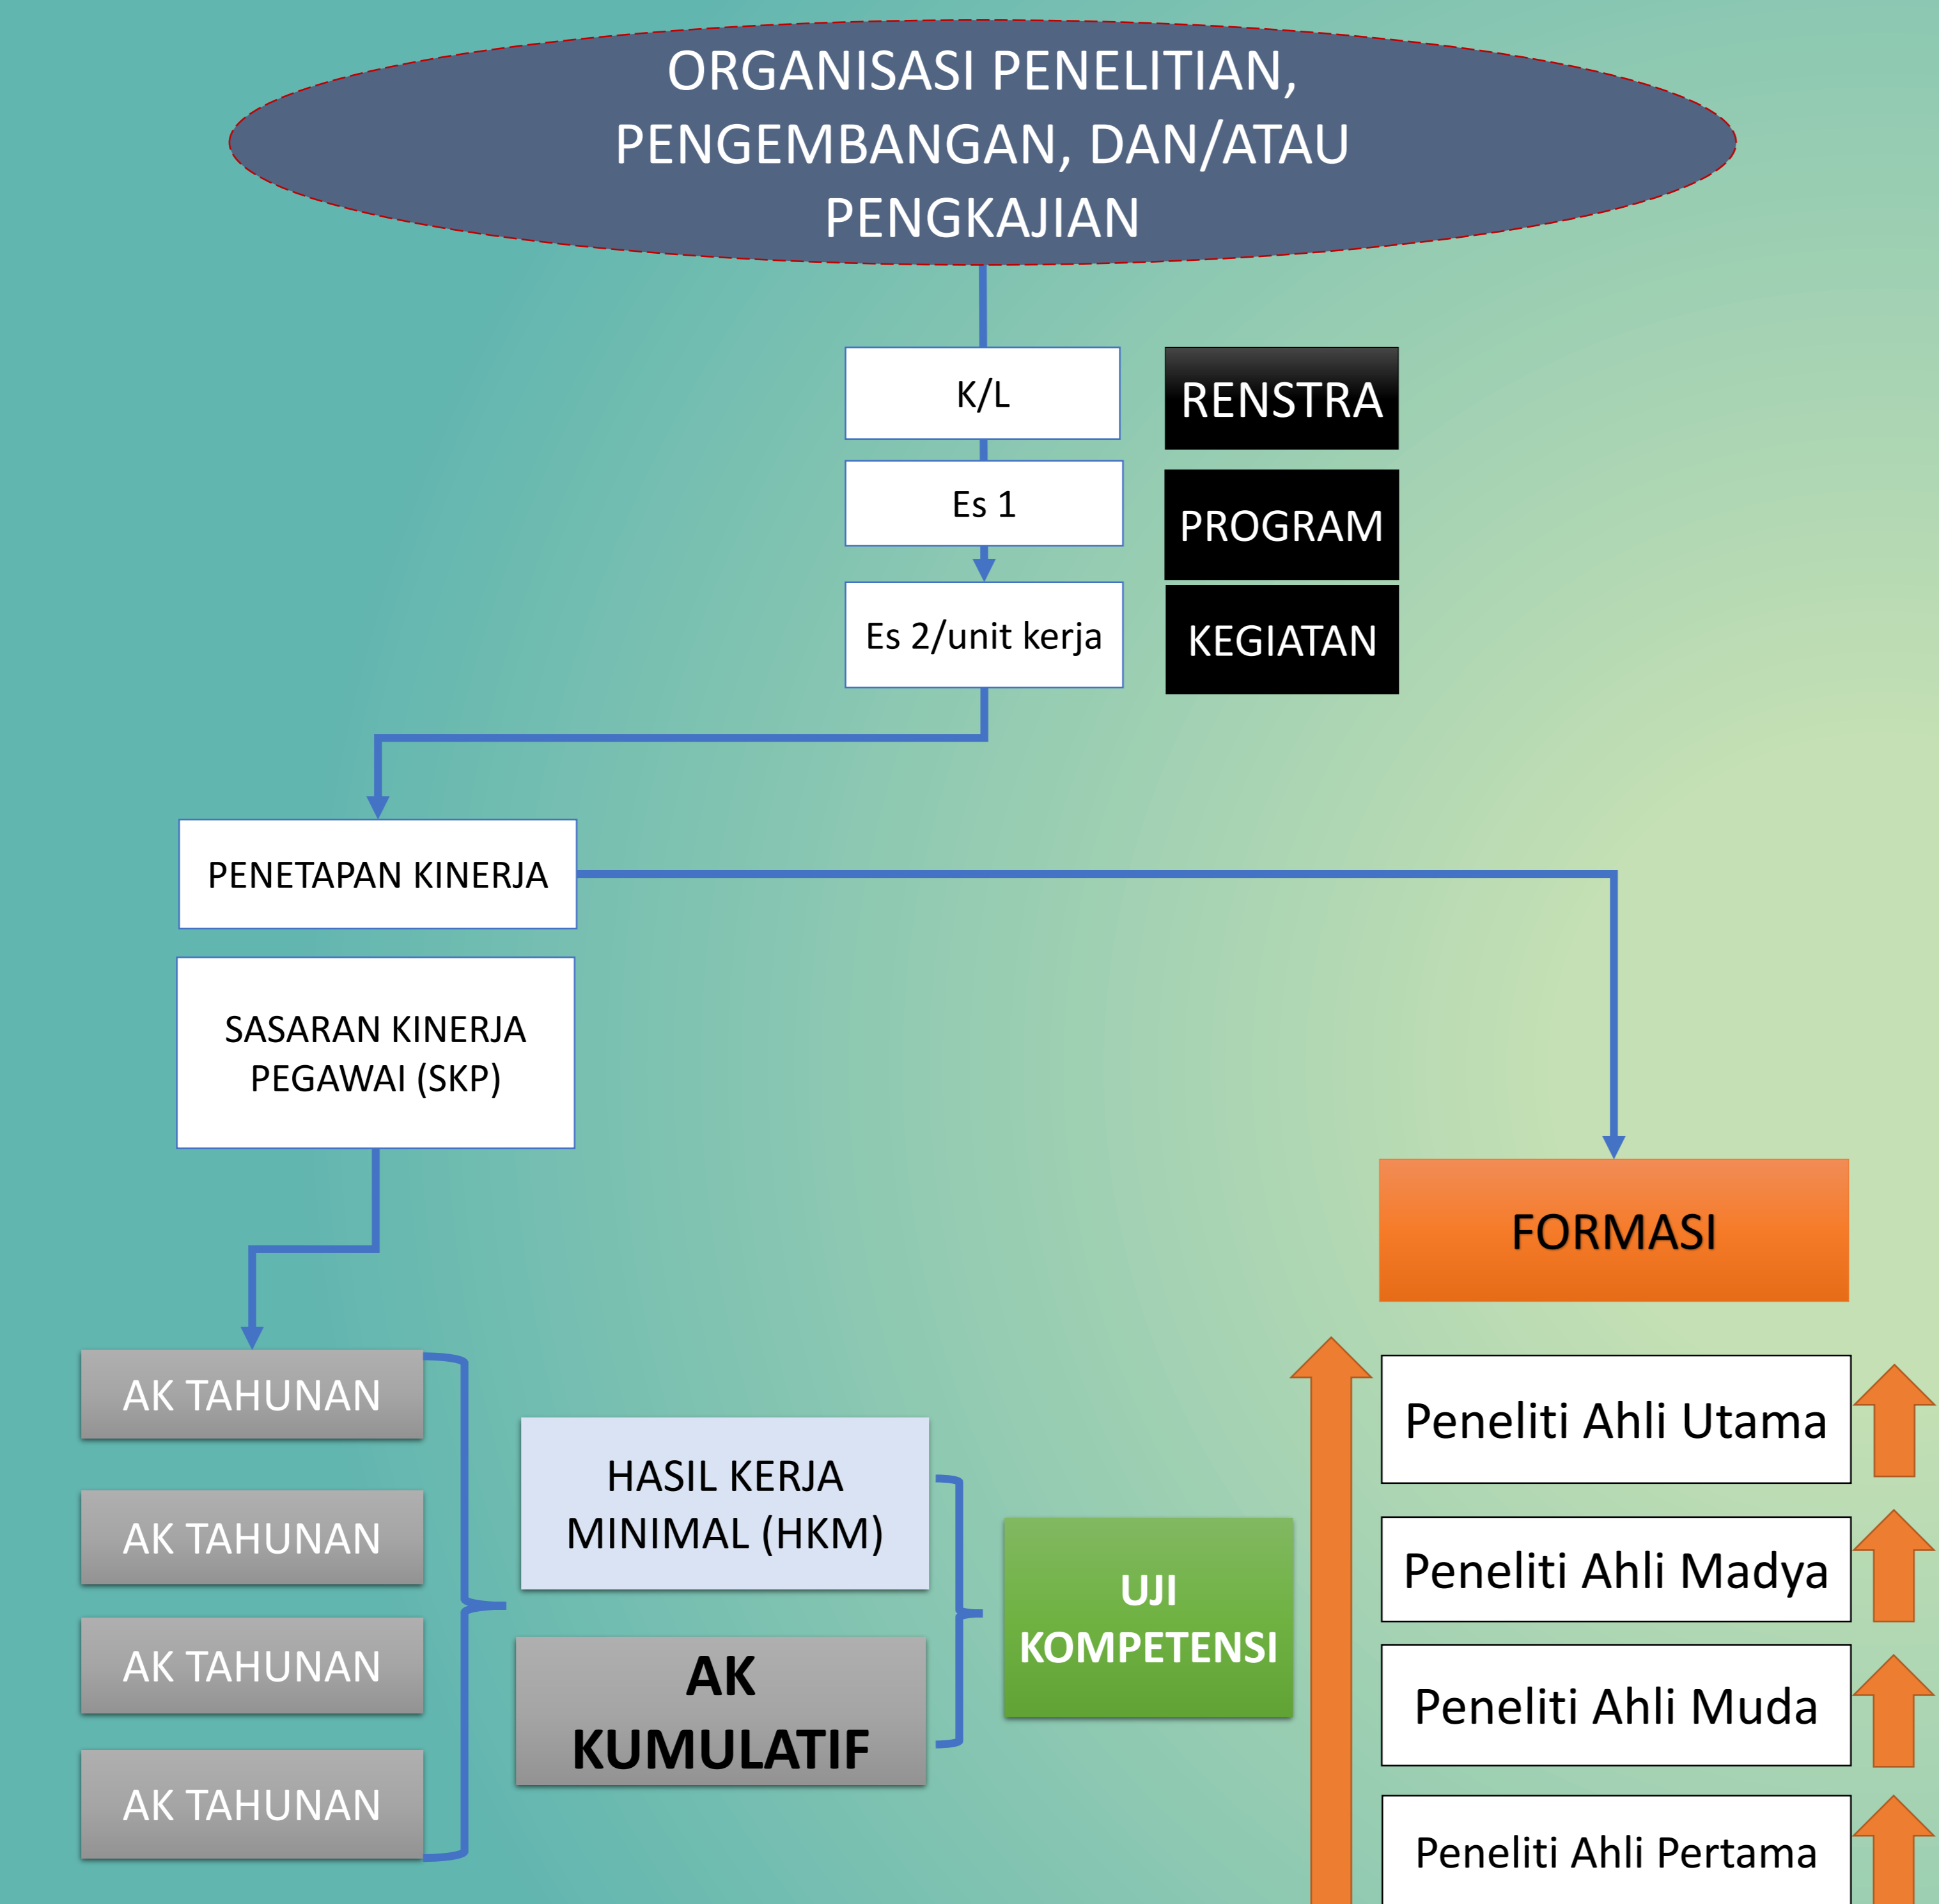 ORGANISASI PENELITIAN,
PENGEMBANGAN, DAN/ATAU
PENGKAJIAN
K/L
RENSTRA
Es 1
PROGRAM
Es 2/unit kerja
KEGIATAN
PENETAPAN KINERJA
SASARAN KINERJA
PEGAWAI (SKP)
FORMASI
AK TAHUNAN
AK TAHUNAN
AK TAHUNAN
AK TAHUNAN
HASIL KERJA
MINIMAL (HKM)
AK
KUMULATIF
UJI
KOMPETENSI
Peneliti Ahli Utama
Peneliti Ahli Madya
Peneliti Ahli Muda
Peneliti Ahli Pertama